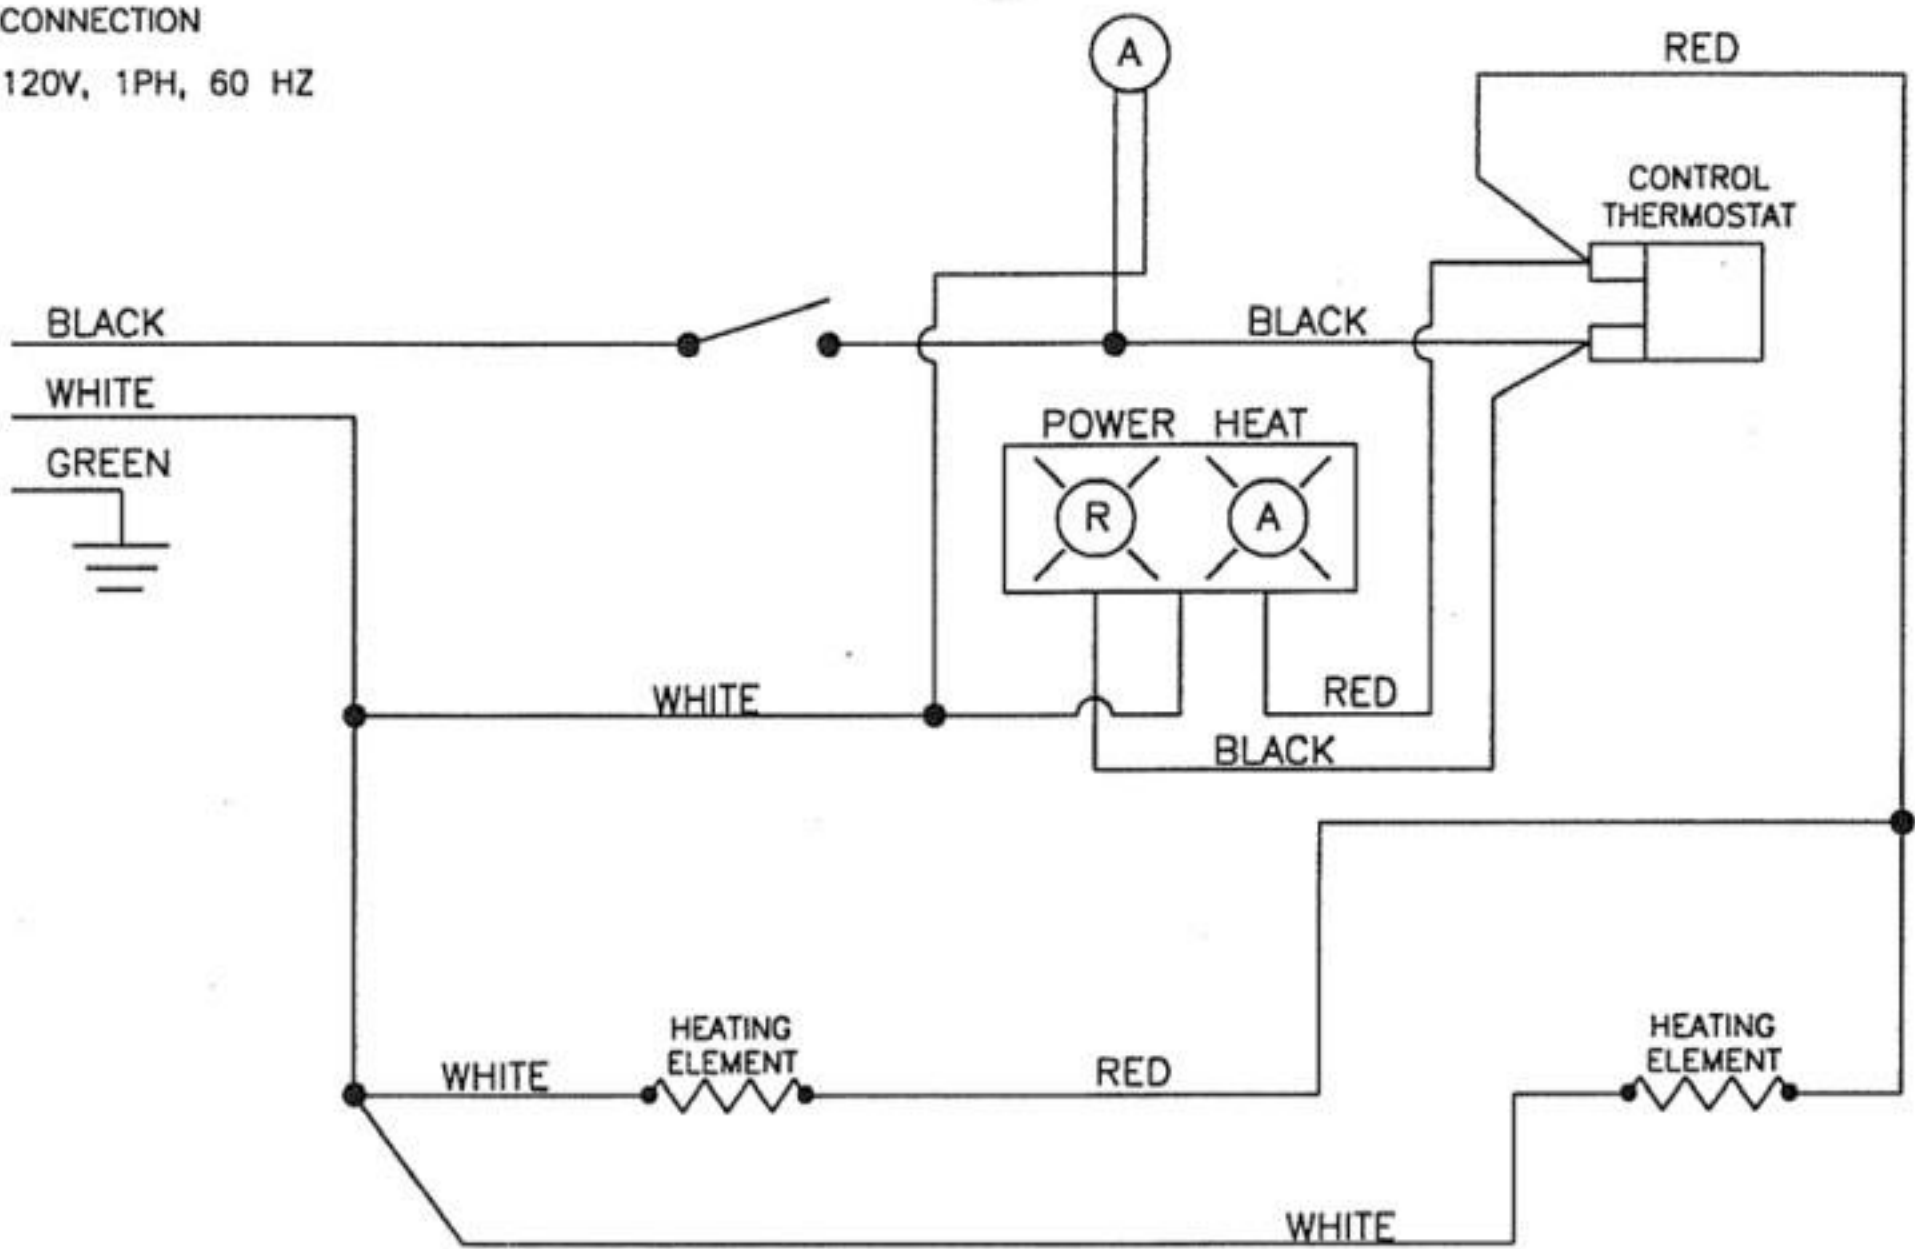 CONNECTION
120V, 1PH, 60 HZ
A
RED
CONTROL
THERMOSTAT
BLACK
BLACK
WHITE
GREEN
POWER HEAT
R A
WHITE
RED
BLACK
HEATING
ELEMENT
WHITE
RED
HEATING
ELEMENT
WHITE